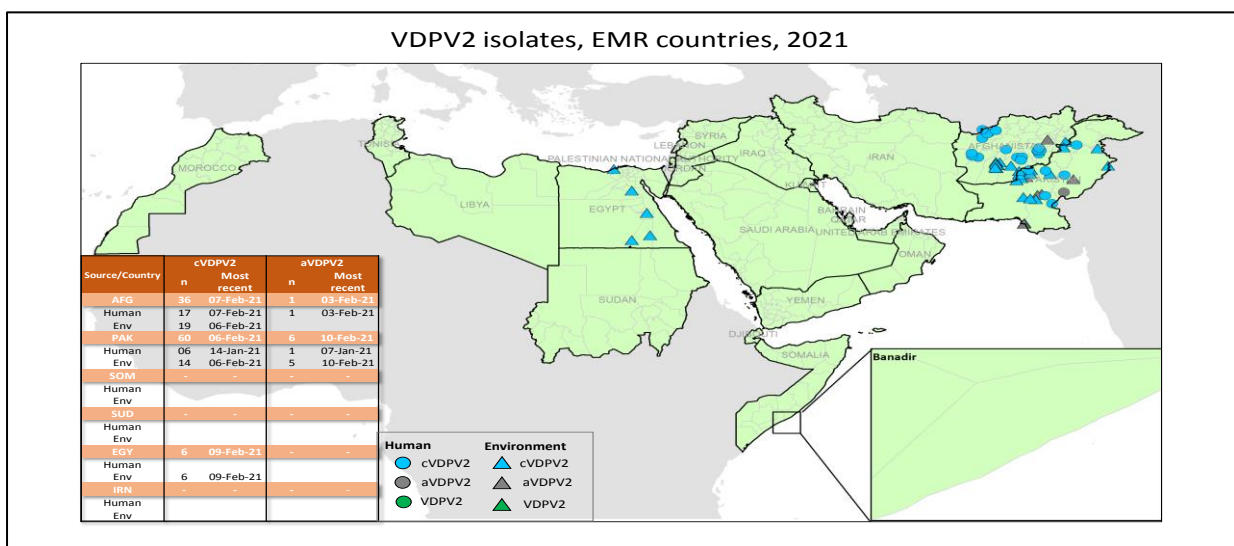 VDPV2 isolates, EMR countries, 2021
SYRIA
TUNIS
LEBANON
MOROCCO
PALESTINIAN NATIONAL AUTHORITY
IRAQ
AFGHANISTAN
IRAN
JORDAN
PAKISTAN
KUWAIT
LIBYA
EGYPT
BAHRAIN
QATAR
SAUDI ARABIA
UNITED ARAB EMIRATES
OMAN
SUDAN
YEMEN
DJIBOUTI
SOMALIA
Source/Country cVDPV2 aVDPV2
n Most recent n Most recent
AFG 36 07-Feb-21 1 03-Feb-21
Human 17 07-Feb-21 1 03-Feb-21
Env 19 06-Feb-21
PAK 60 06-Feb-21 6 10-Feb-21
Human 06 14-Jan-21 1 07-Jan-21
Env 14 06-Feb-21 5 10-Feb-21
SOM - - - -
Human
Env
SUD - - - -
Human
Env
EGY 6 09-Feb-21 - -
Human
Env 6 09-Feb-21
IRN - - - -
Human
Env
Human Environment
cVDPV2 cVDPV2
aVDPV2 aVDPV2
VDPV2 VDPV2
Banadir